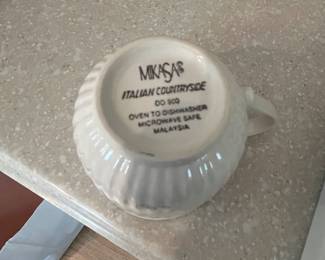 MIKASA®
ITALIAN COUNTRYSIDE
DD 900
OVEN TO DISHWASHER
MICROWAVE SAFE
MALAYSIA